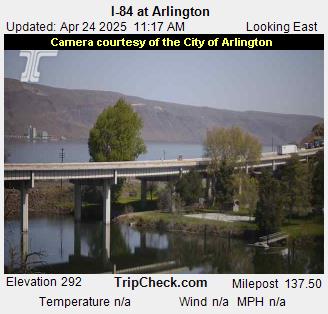 I-84 at Arlington
Updated: Apr 24 2025 11:17 AM Looking East
Camera courtesy of the City of Arlington
Elevation 292 TripCheck.com Milepost 137.50
Temperature n/a Wind n/a MPH n/a